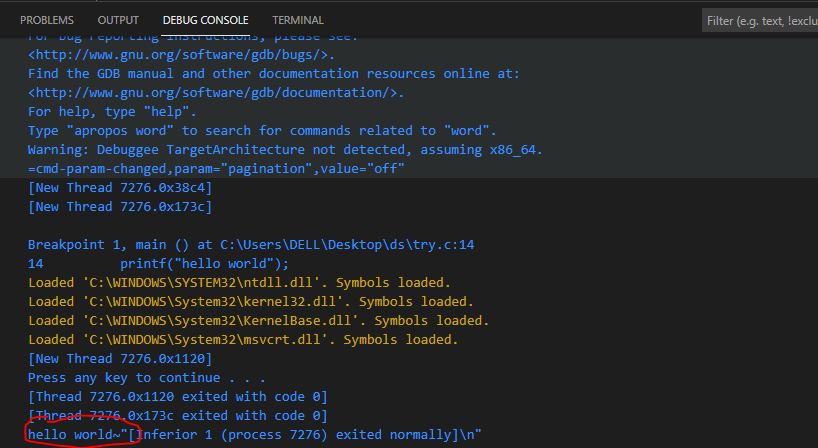 PROBLEMS OUTPUT DEBUG CONSOLE TERMINAL Filter (e.g. text, !exclu
For bug reporting instructions, please see:
<http://www.gnu.org/software/gdb/bugs/>.
Find the GDB manual and other documentation resources online at:
<http://www.gnu.org/software/gdb/documentation/>.
For help, type "help".
Type "apropos word" to search for commands related to "word".
Warning: Debuggee TargetArchitecture not detected, assuming x86_64.
=cmd-param-changed,param="pagination",value="off"
[New Thread 7276.0x38c4]
[New Thread 7276.0x173c]
Breakpoint 1, main () at C:\Users\DELL\Desktop\ds\try.c:14
14 printf("hello world");
Loaded 'C:\WINDOWS\SYSTEM32\ntdll.dll'. Symbols loaded.
Loaded 'C:\WINDOWS\System32\kernel32.dll'. Symbols loaded.
Loaded 'C:\WINDOWS\System32\KernelBase.dll'. Symbols loaded.
Loaded 'C:\WINDOWS\System32\msvcrt.dll'. Symbols loaded.
[New Thread 7276.0x1120]
Press any key to continue . . .
[Thread 7276.0x1120 exited with code 0]
[Thread 7276.0x173c exited with code 0]
hello world~"[Inferior 1 (process 7276) exited normally]\n"